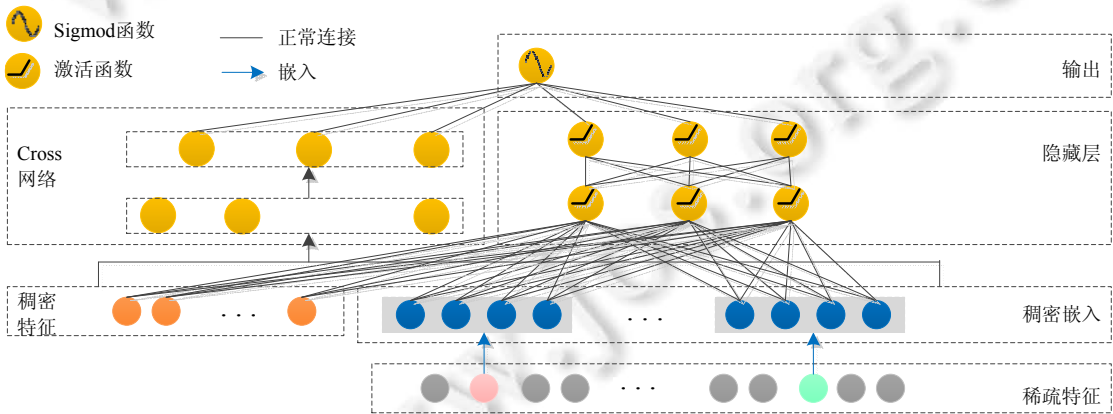 Sigmod函数
正常连接
激活函数
嵌入
输出
Cross
网络
隐藏层
稠密
特征
...
...
稠密嵌入
...
稀疏特征